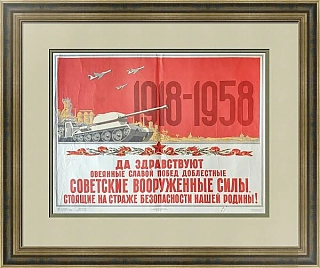 1918-1958
ДА ЗДРАВСТВУЮТ
ОВЕЯННЫЕ СЛАВОЙ ПОБЕД ДОБЛЕСТНЫЕ
СОВЕТСКИЕ ВООРУЖЕННЫЕ СИЛЫ,
СТОЯЩИЕ НА СТРАЖЕ БЕЗОПАСНОСТИ НАШЕЙ РОДИНЫ!